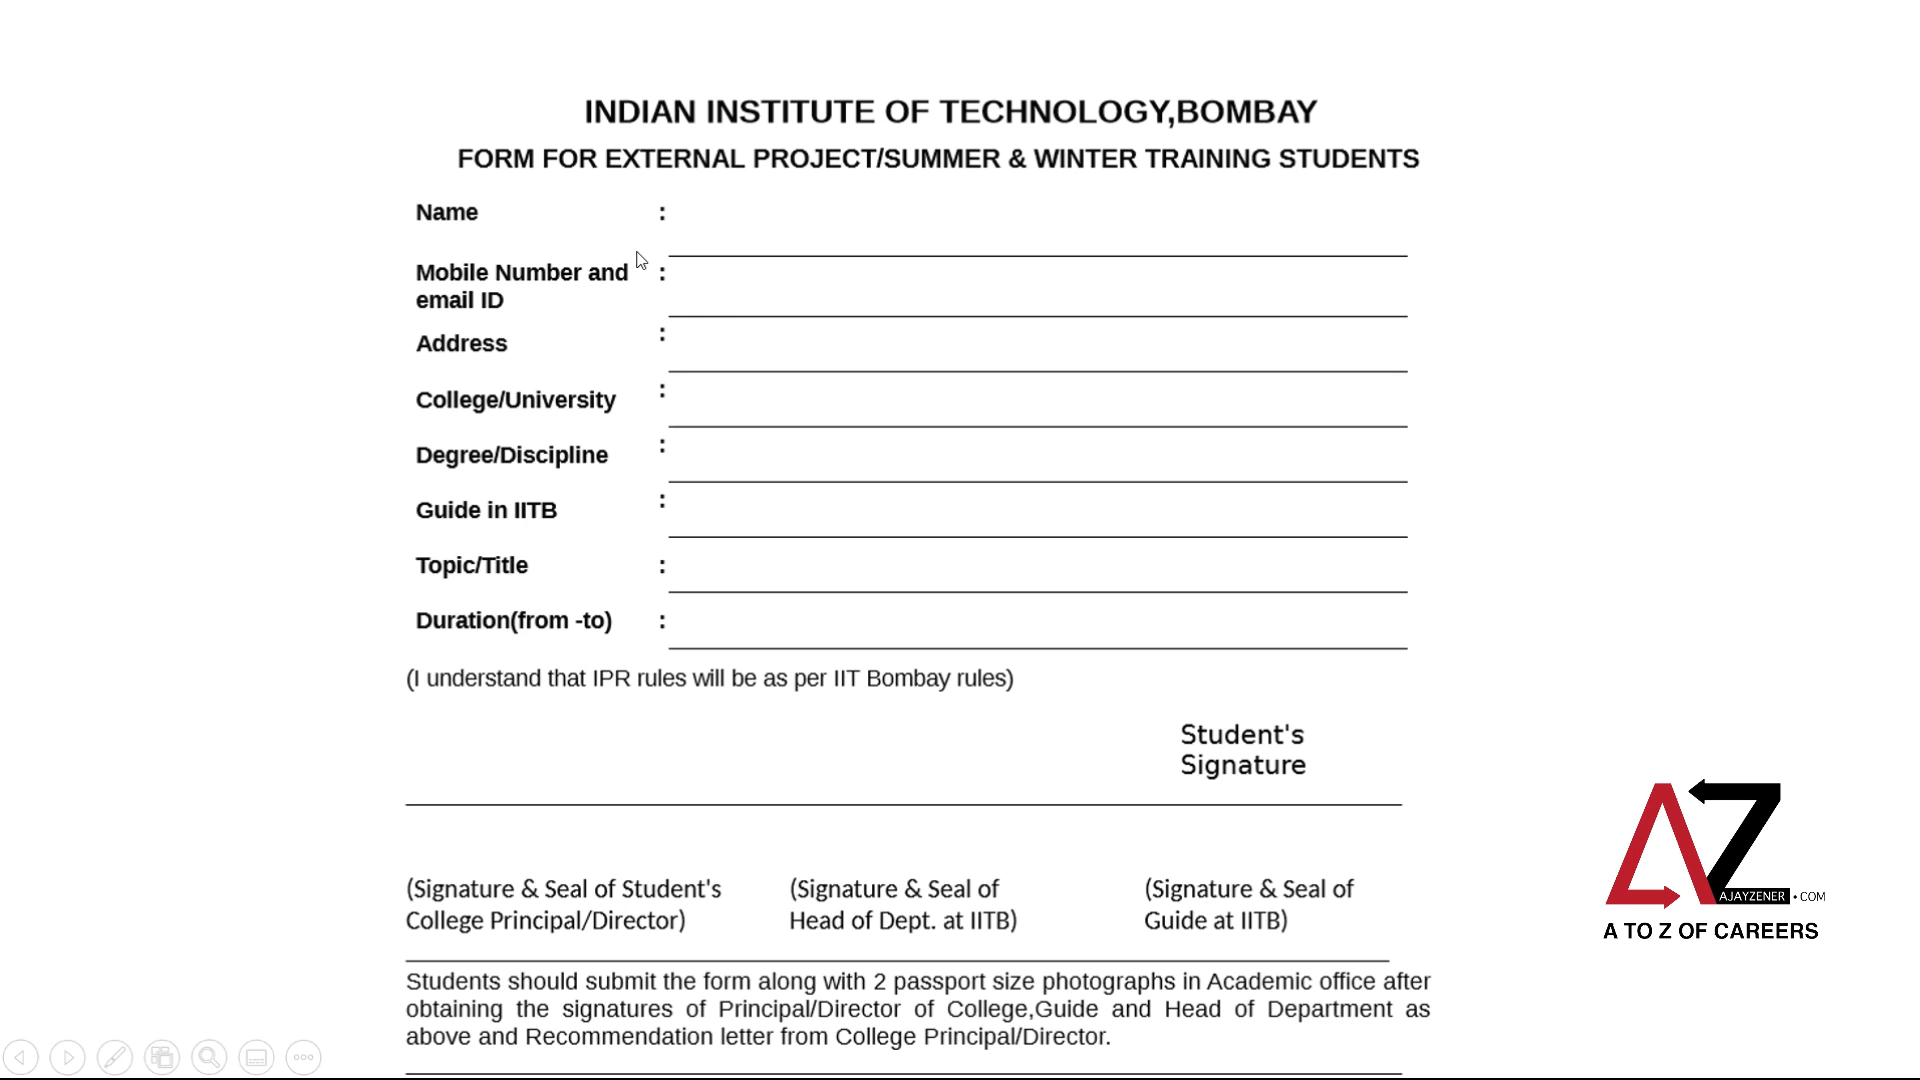 INDIAN INSTITUTE OF TECHNOLOGY,BOMBAY
FORM FOR EXTERNAL PROJECT/SUMMER & WINTER TRAINING STUDENTS
Name :
Mobile Number and :
email ID
Address :
College/University :
Degree/Discipline :
Guide in IITB :
Topic/Title :
Duration(from -to) :
(I understand that IPR rules will be as per IIT Bombay rules)
Student's
Signature
(Signature & Seal of Student's
College Principal/Director)
(Signature & Seal of
Head of Dept. at IITB)
(Signature & Seal of
Guide at IITB)
Students should submit the form along with 2 passport size photographs in Academic office after
obtaining the signatures of Principal/Director of College,Guide and Head of Department as
above and Recommendation letter from College Principal/Director.
AZ
AJAYZENER • COM
A TO Z OF CAREERS